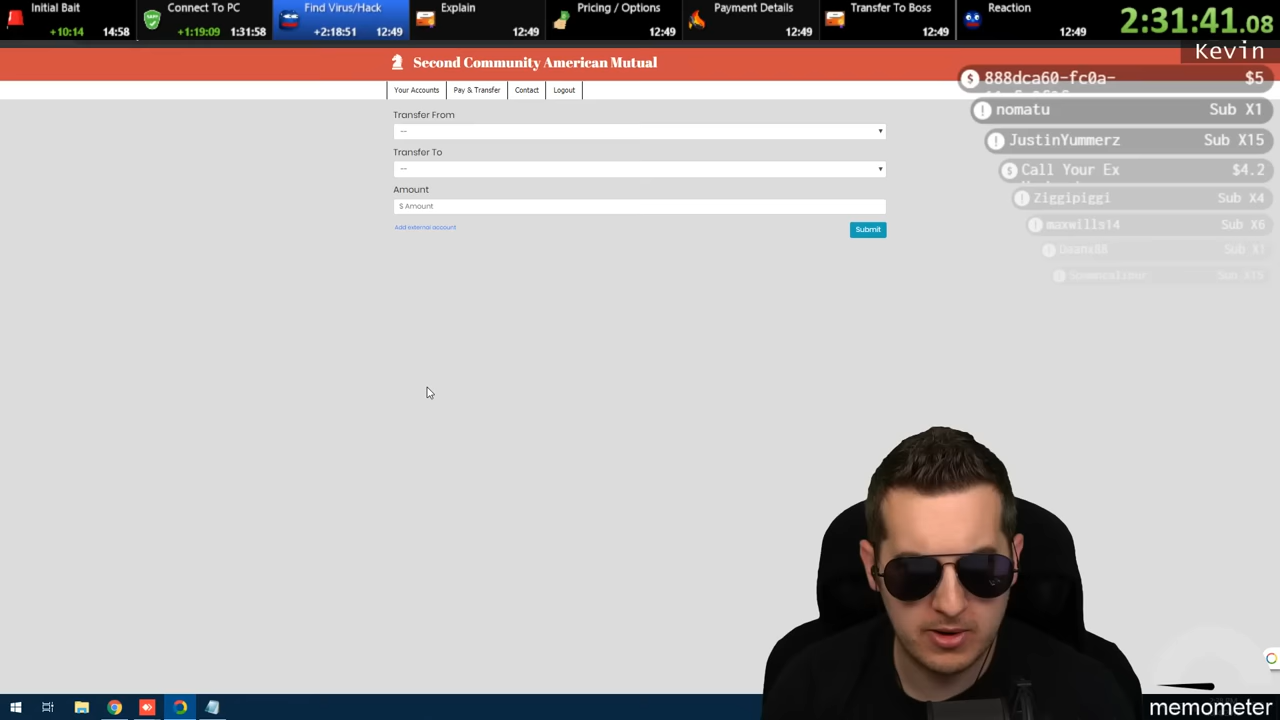 Initial Bait
+10:14 14:58
Connect To PC
+1:19:09 1:31:58
Find Virus/Hack
+2:18:51 12:49
Explain
12:49
Pricing / Options
12:49
Payment Details
12:49
Transfer To Boss
12:49
Reaction
12:49
2:31:41.08
Kevin
Second Community American Mutual
Your Accounts
Pay & Transfer
Contact
Logout
Transfer From
--
Transfer To
--
Amount
$ Amount
Add external account
Submit
888dca60-fc0a- $5
nomatu Sub X1
JustinYummerz Sub X15
Call Your Ex $4.2
Ziggipiggi Sub X4
maxwills14 Sub X6
Sub X1
memometer